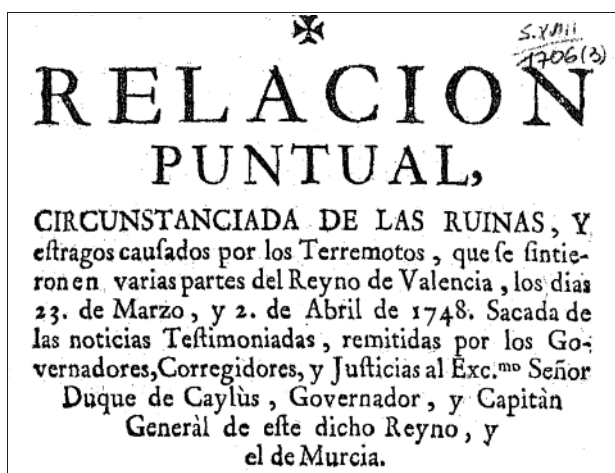 S.XVIII
1706(3)
RELACION
PUNTUAL,
CIRCUNSTANCIADA DE LAS RUINAS, Y
eſtragos cauſados por los Terremotos, que ſe ſintie-
ron en varias partes del Reyno de Valencia, los dias
23. de Marzo, y 2. de Abril de 1748. Sacada de
las noticias Teſtimoniadas, remitidas por los Go-
vernadores, Corregidores, y Juſticias al Exc.mo Señor
Duque de Caylùs, Governador, y Capitàn
Generàl de eſte dicho Reyno, y
el de Murcia.